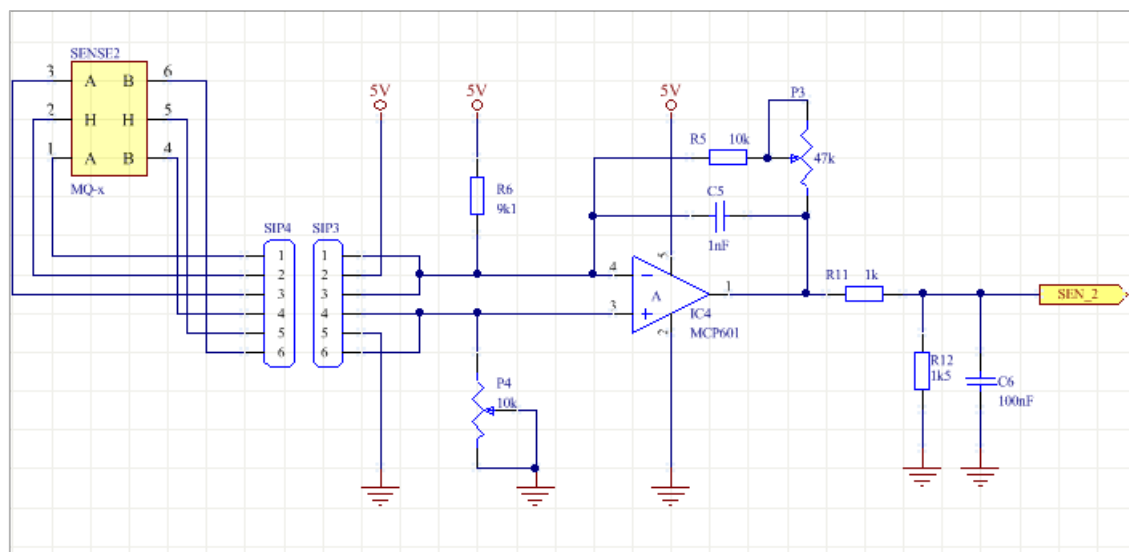 SENSE2
3 A B 6
2 H H 5
1 A B 4
MQ-x
5V
5V
5V
P3
47k
R5 10k
C5
1nF
R6
9k1
SIP4 SIP3
1 1
2 2
3 3
4 4
5 5
6 6
4
3
5
2
1
A
IC4
MCP601
R11 1k
SEN_2
P4
10k
R12
1k5
C6
100nF